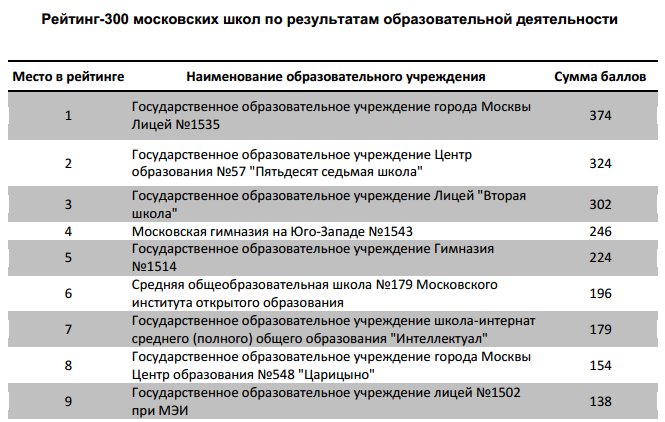 Рейтинг-300 московских школ по результатам образовательной деятельности
Место в рейтинге Наименование образовательного учреждения Сумма баллов
1 Государственное образовательное учреждение города Москвы 374
Лицей №1535
2 Государственное образовательное учреждение Центр 324
образования №57 "Пятьдесят седьмая школа"
3 Государственное образовательное учреждение Лицей "Вторая 302
школа"
4 Московская гимназия на Юго-Западе №1543 246
5 Государственное образовательное учреждение Гимназия 224
№1514
6 Средняя общеобразовательная школа №179 Московского 196
института открытого образования
7 Государственное образовательное учреждение школа-интернат 179
среднего (полного) общего образования "Интеллектуал"
8 Государственное образовательное учреждение города Москвы 154
Центр образования №548 "Царицыно"
9 Государственное образовательное учреждение лицей №1502 138
при МЭИ